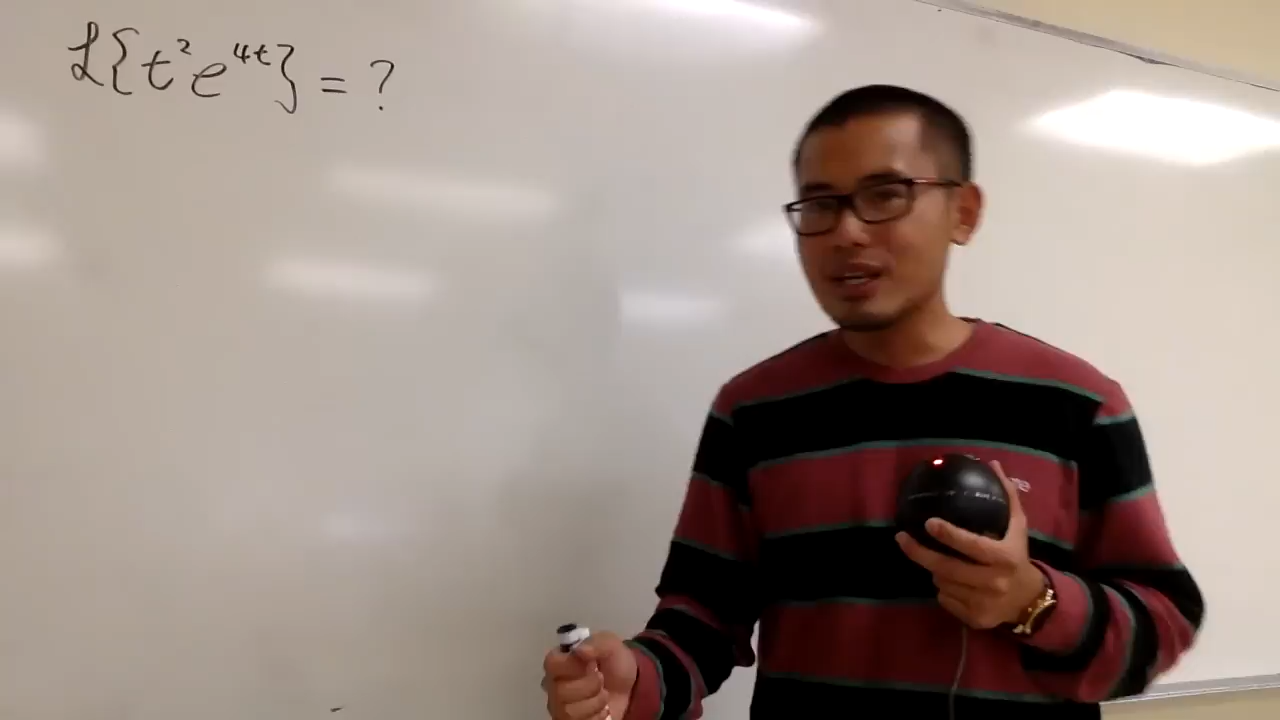 ℒ{t²e⁴ᵗ} = ?